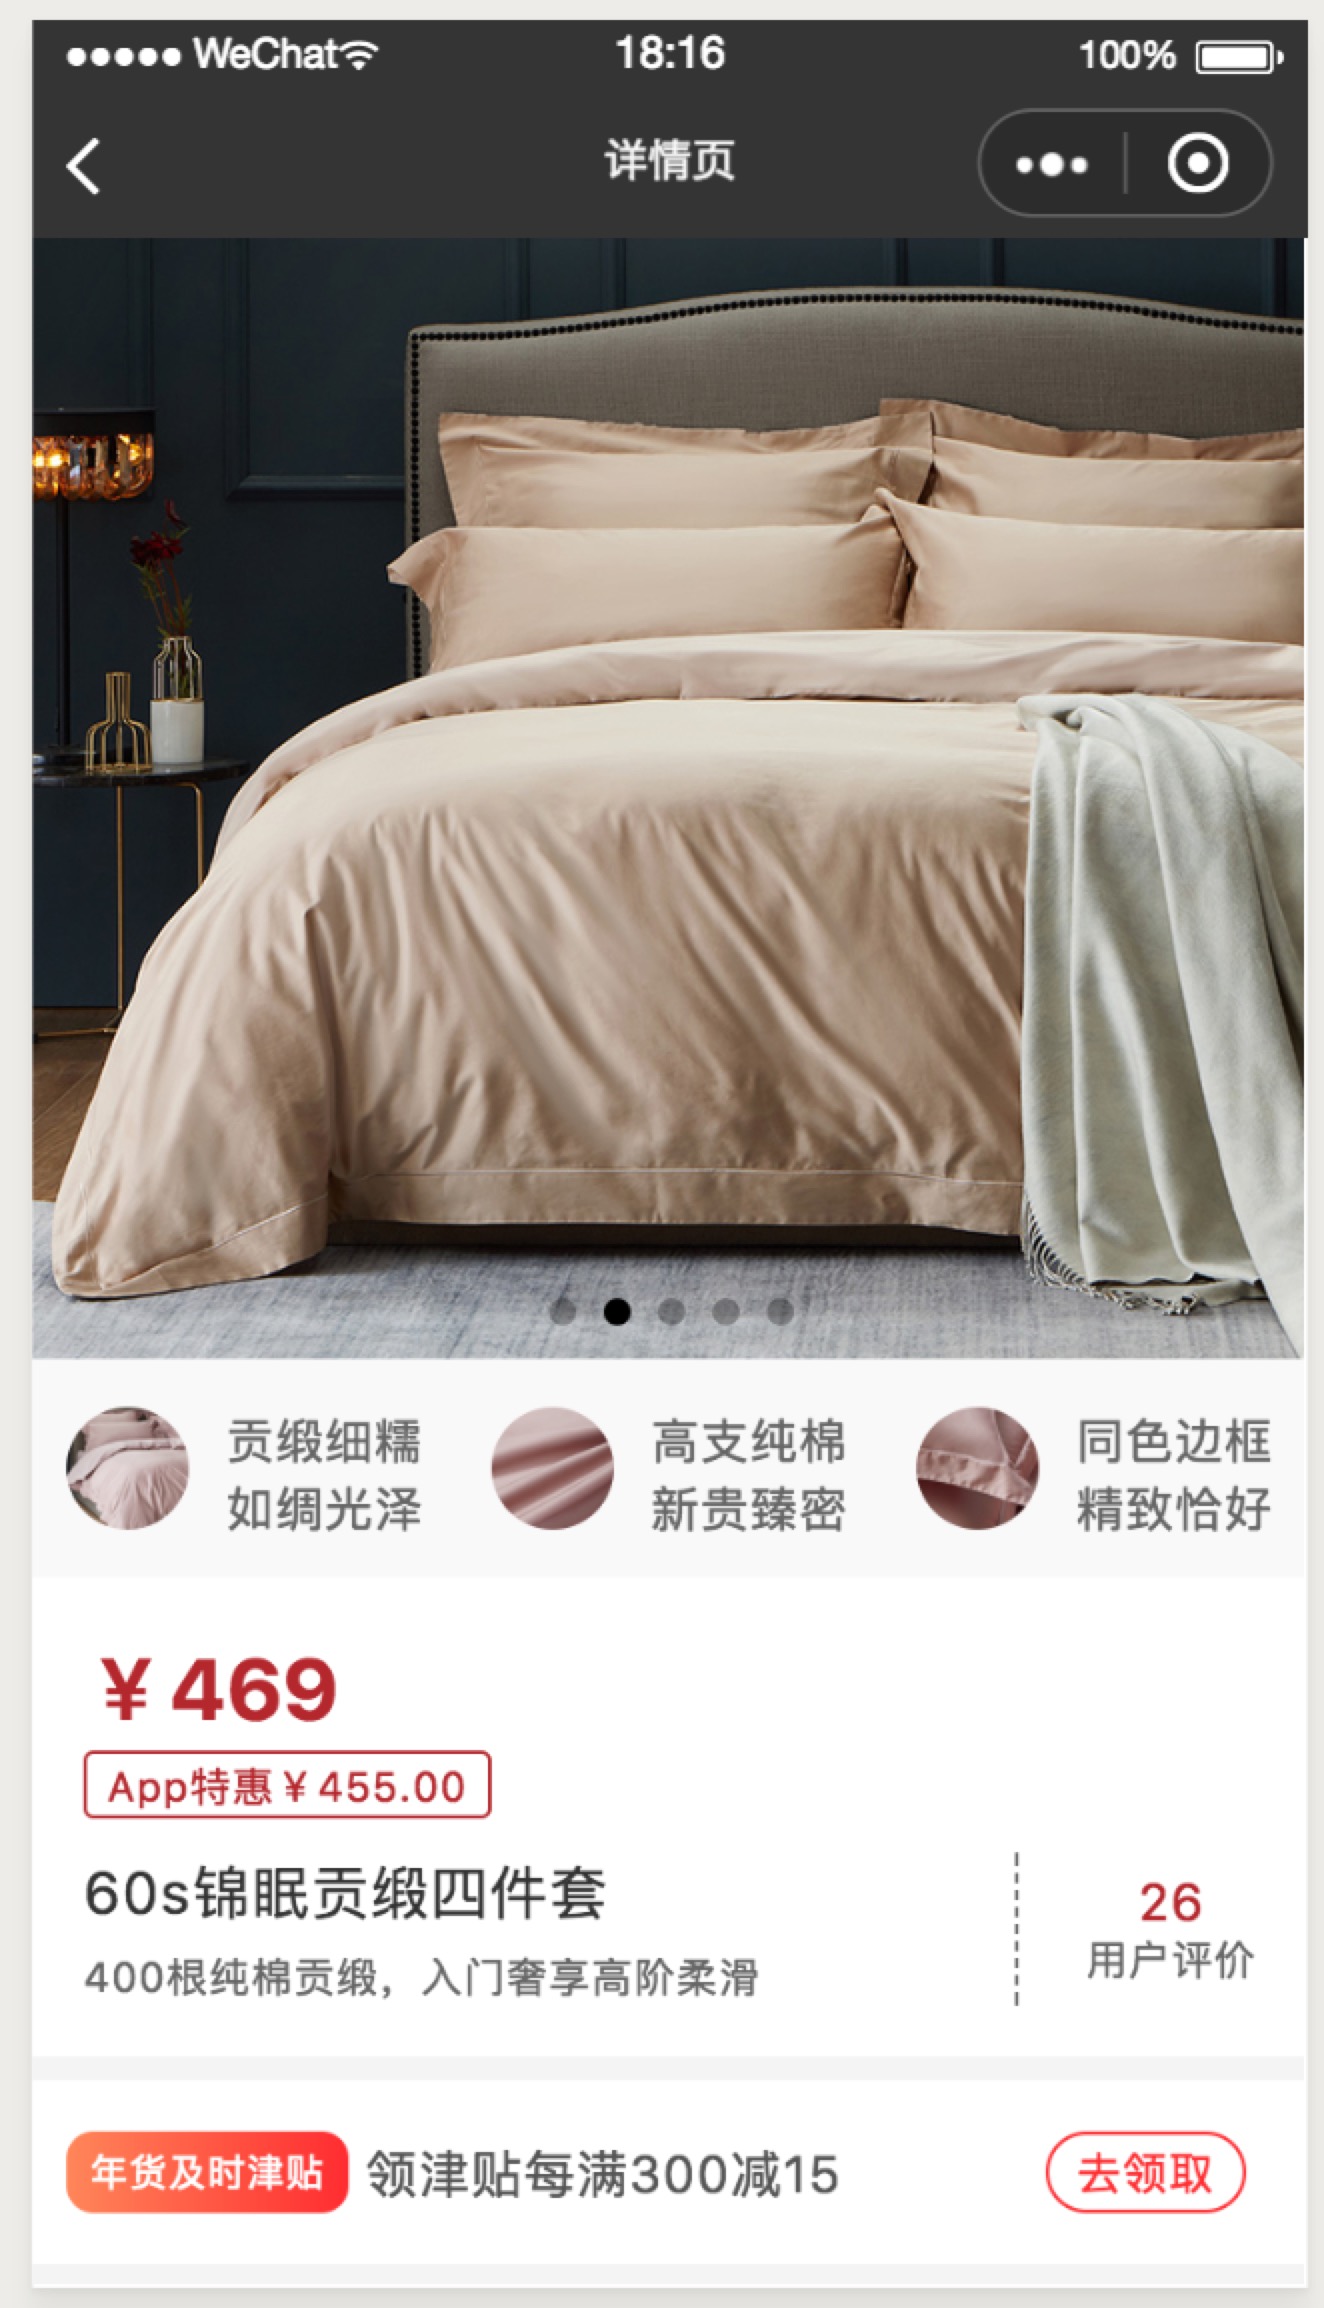 WeChat
18:16
100%
详情页
贡缎细糯
如绸光泽
高支纯棉
新贵臻密
同色边框
精致恰好
¥469
App特惠¥455.00
60s锦眠贡缎四件套
400根纯棉贡缎，入门奢享高阶柔滑
26
用户评价
年货及时津贴
领津贴每满300减15
去领取